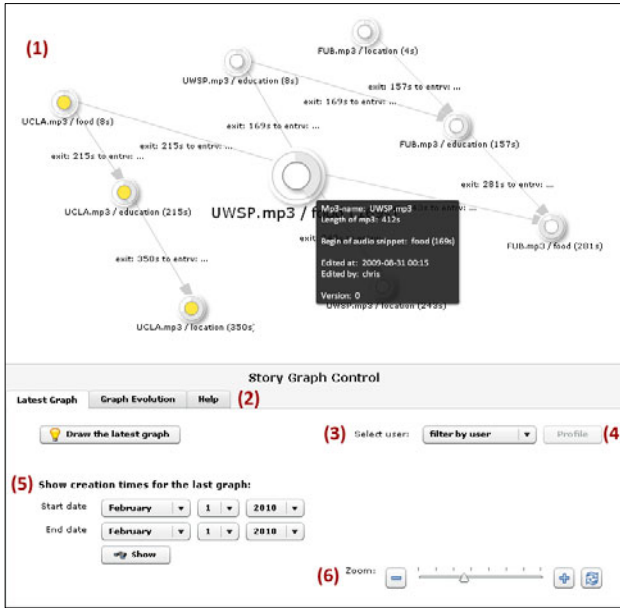 (1)
FUB.mp3 / location (4s)
UWSP.mp3 / education (8s)
exit: 157s to entry: ...
UCLA.mp3 / food (8s)
exit: 169s to entry: ...
FUB.mp3 / education (157s)
exit: 215s to entry: ...
exit: 215s to entry: ...
exit: 281s to entry: ...
UCLA.mp3 / education (215s)
UWSP.mp3 / f
Mp3-name: UWSP.mp3
Length of mp3: 412s
Begin of audio snippet: food (169s)
Edited at: 2009-08-31 00:15
Edited by: chris
Version: 0
FUB.mp3 / food (281s)
exit: 350s to entry: ...
UWSP.mp3 / location (243s)
UCLA.mp3 / location (350s)
Story Graph Control
Latest Graph Graph Evolution Help (2)
Draw the latest graph (3) Select user: filter by user Profile (4)
(5) Show creation times for the last graph:
Start date February 1 2010
End date February 1 2010
Show
(6) Zoom: